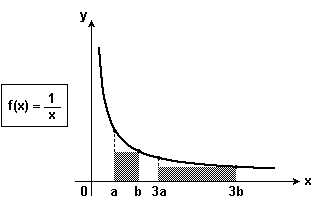 y
f(x) = 1/x
0 a b 3a 3b x